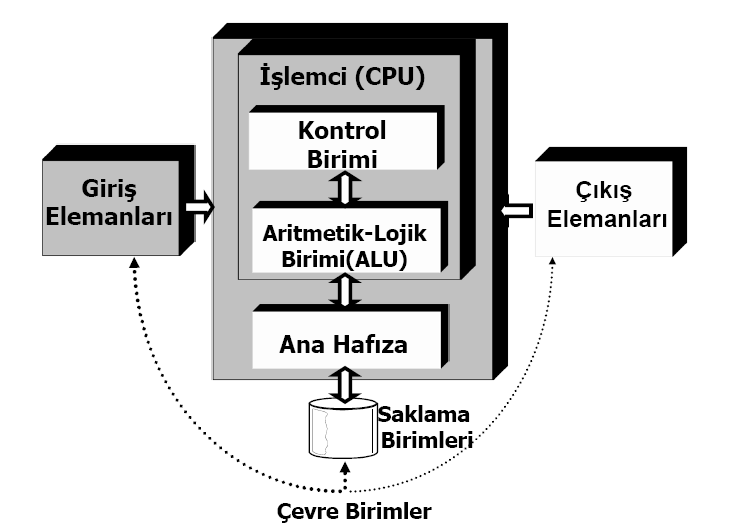 İşlemci (CPU)
Kontrol
Birimi
Giriş
Elemanları
Aritmetik-Lojik
Birimi(ALU)
Çıkış
Elemanları
Ana Hafıza
Saklama
Birimleri
Çevre Birimler